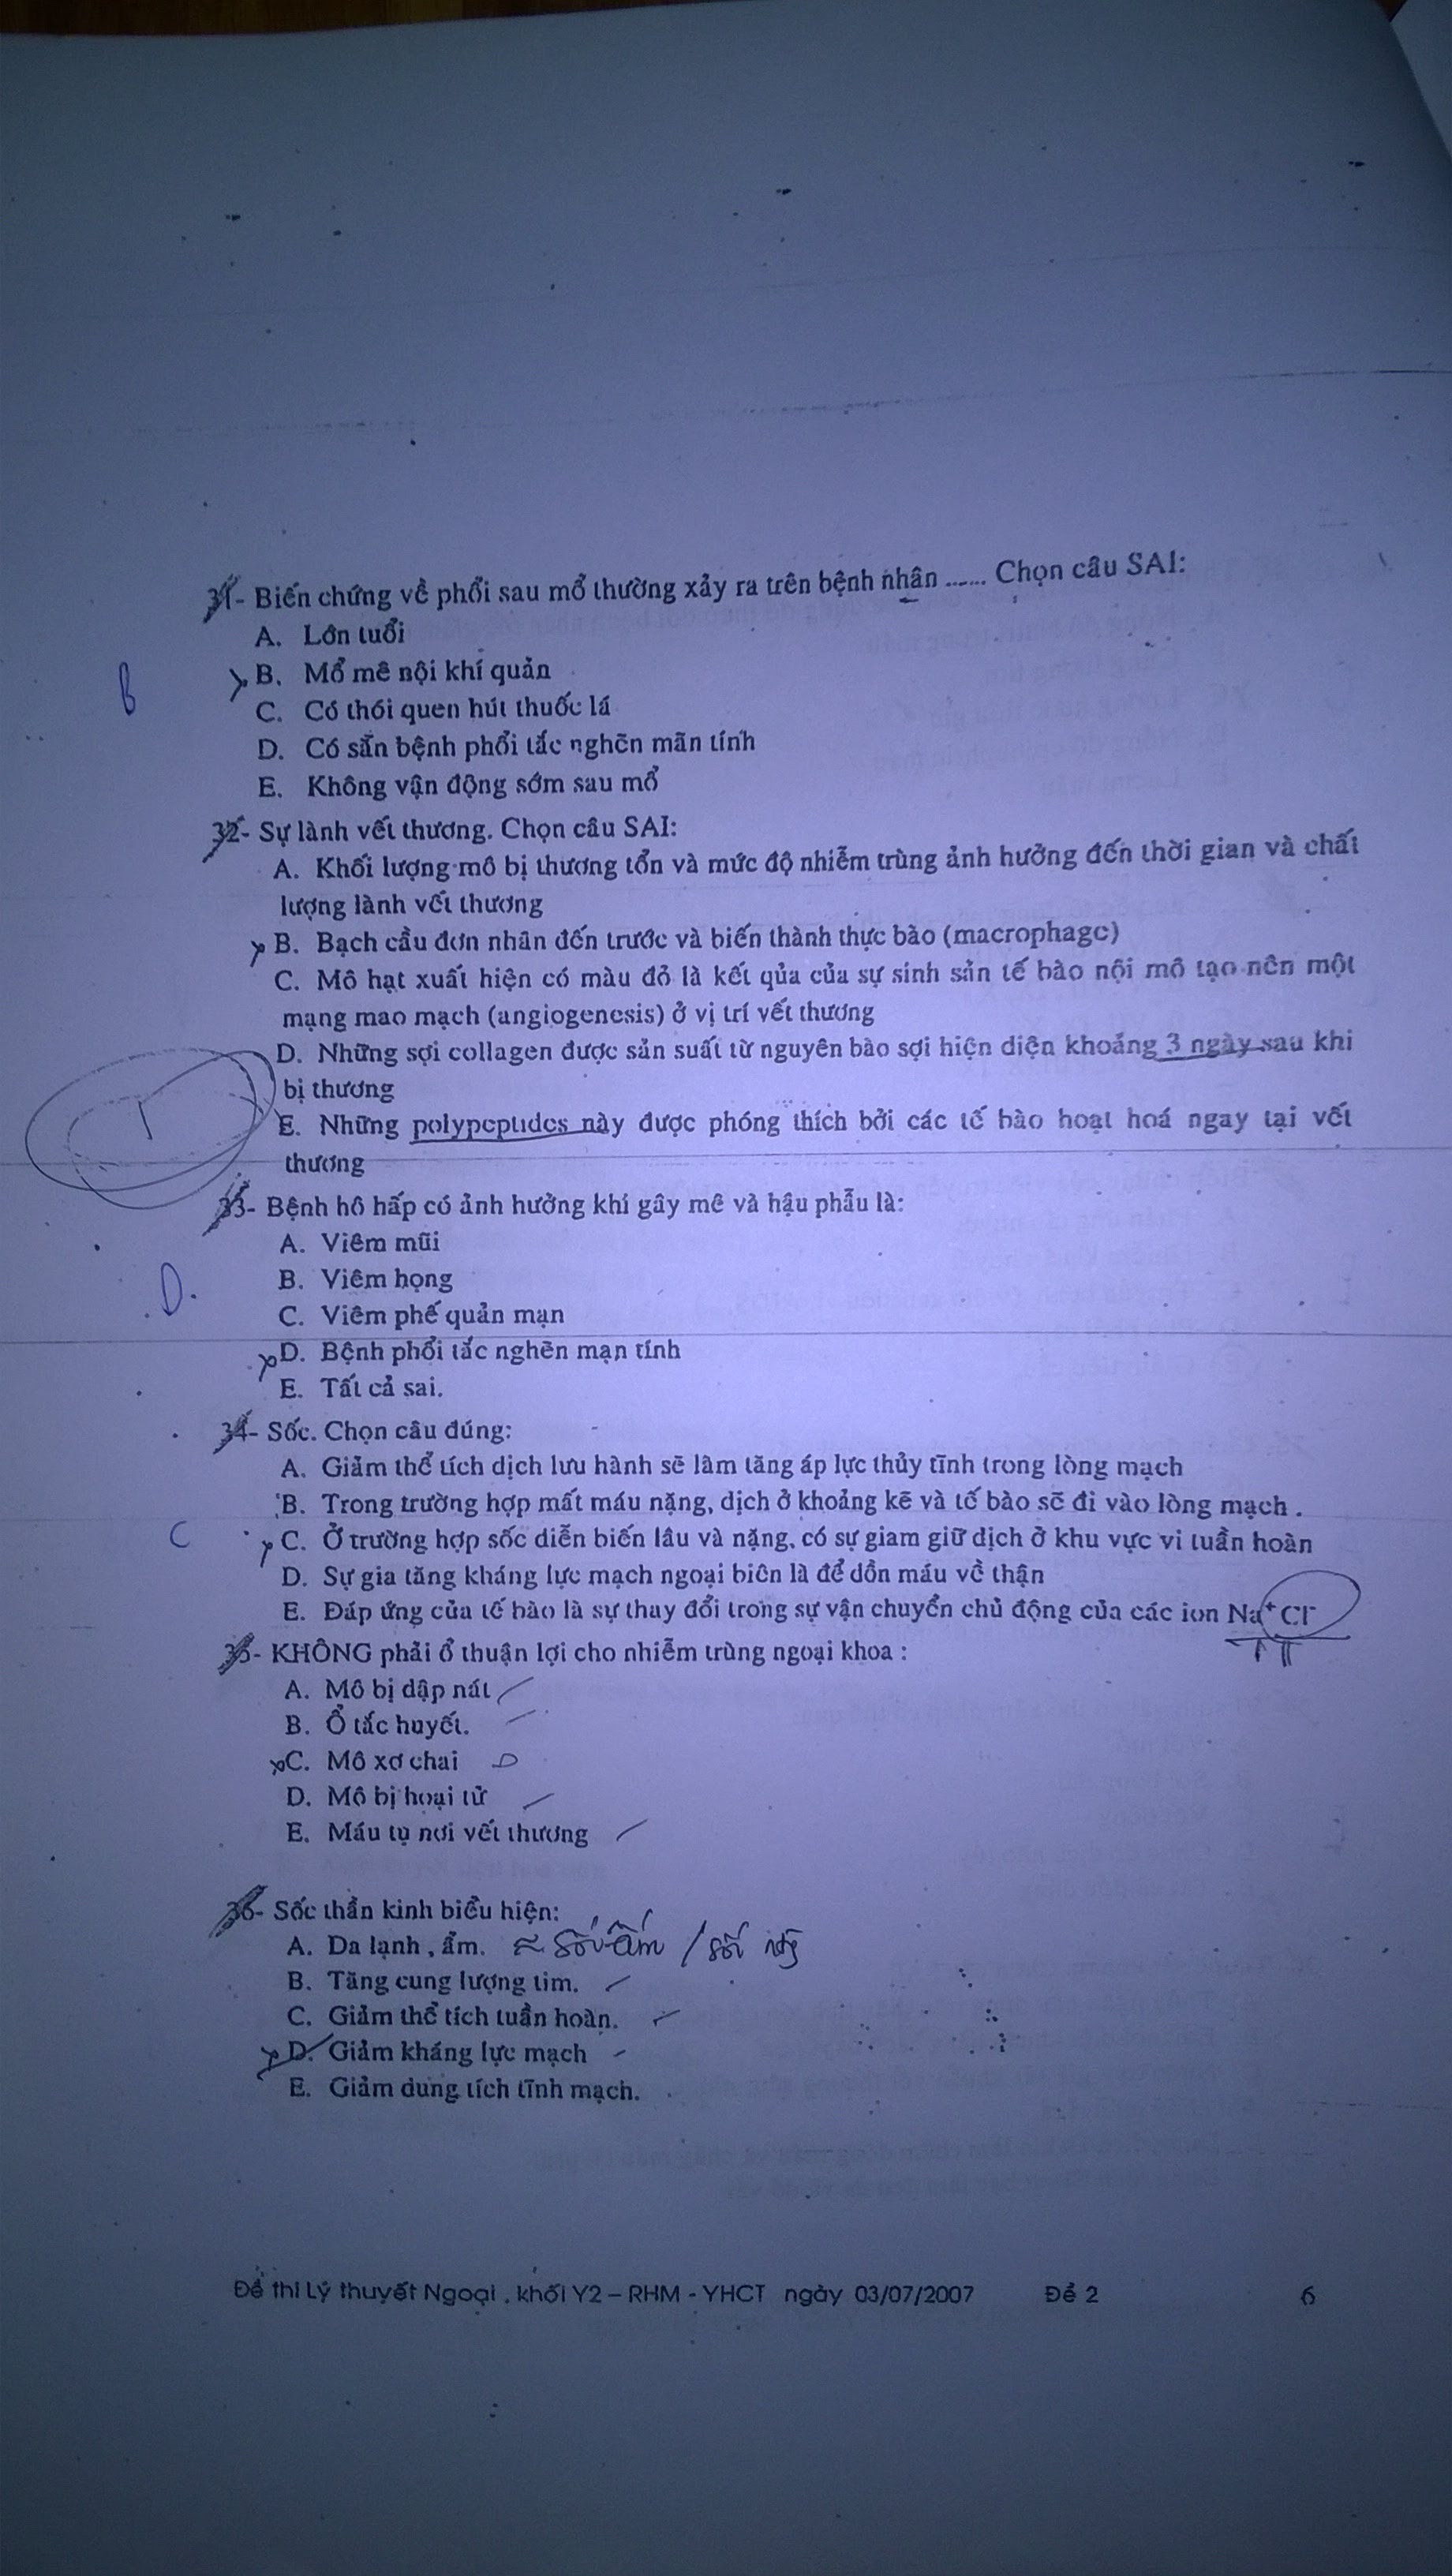 31- Biến chứng về phổi sau mổ thường xảy ra trên bệnh nhân ...... Chọn câu SAI:
A. Lớn tuổi
B B. Mổ mê nội khí quản
C. Có thói quen hút thuốc lá
D. Có sẵn bệnh phổi tắc nghẽn mãn tính
E. Không vận động sớm sau mổ
32- Sự lành vết thương. Chọn câu SAI:
A. Khối lượng mô bị thương tổn và mức độ nhiễm trùng ảnh hưởng đến thời gian và chất
lượng lành vết thương
B. Bạch cầu đơn nhân đến trước và biến thành thực bào (macrophage)
C. Mô hạt xuất hiện có màu đỏ là kết qủa của sự sinh sản tế bào nội mô tạo nên một
mạng mao mạch (angiogenesis) ở vị trí vết thương
D. Những sợi collagen được sản suất từ nguyên bào sợi hiện diện khoảng 3 ngày sau khi
bị thương
E. Những polypeptides này được phóng thích bởi các tế bào hoạt hoá ngay tại vết
thương
33- Bệnh hô hấp có ảnh hưởng khi gây mê và hậu phẫu là:
A. Viêm mũi
D. B. Viêm họng
C. Viêm phế quản mạn
D. Bệnh phổi tắc nghẽn mạn tính
E. Tất cả sai.
34- Sốc. Chọn câu đúng:
A. Giảm thể tích dịch lưu hành sẽ làm tăng áp lực thủy tĩnh trong lòng mạch
B. Trong trường hợp mất máu nặng, dịch ở khoảng kẽ và tế bào sẽ đi vào lòng mạch .
C C. Ở trường hợp sốc diễn biến lâu và nặng, có sự giam giữ dịch ở khu vực vi tuần hoàn
D. Sự gia tăng kháng lực mạch ngoại biên là để dồn máu về thận
E. Đáp ứng của tế bào là sự thay đổi trong sự vận chuyển chủ động của các ion Na⁺Cl⁻
35- KHÔNG phải ổ thuận lợi cho nhiễm trùng ngoại khoa :
A. Mô bị dập nát
B. Ổ tắc huyết.
C. Mô xơ chai
D. Mô bị hoại tử
E. Máu tụ nơi vết thương
36- Sốc thần kinh biểu hiện:
A. Da lạnh , ẩm.
B. Tăng cung lượng tim.
C. Giảm thể tích tuần hoàn.
D. Giảm kháng lực mạch
E. Giảm dung tích tĩnh mạch.
Đề thi Lý thuyết Ngoại , khối Y2 – RHM - YHCT ngày 03/07/2007 Đề 2 6